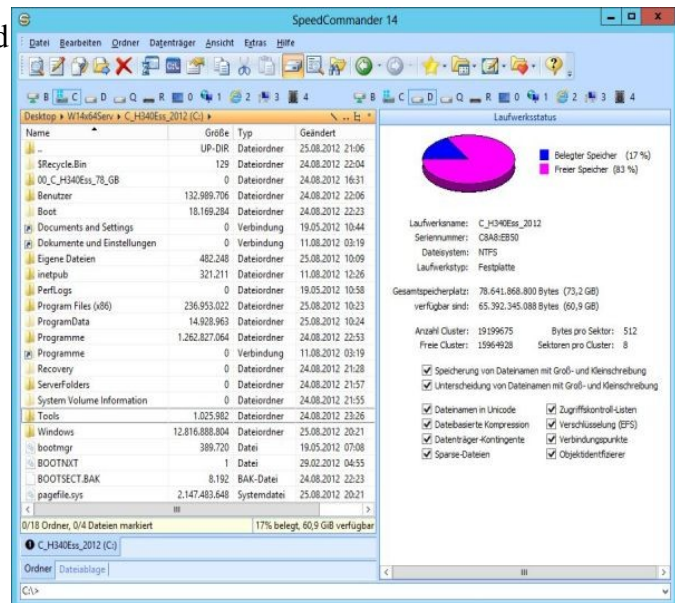 d
SpeedCommander 14
Datei Bearbeiten Ordner Datenträger Ansicht Extras Hilfe
B C D Q R 0 1 2 3 4 B C D Q R 0 1 2 3 4
Desktop ▸ W14x64Serv ▸ C_H340Ess_2012 (C:) ▸
Name Größe Typ Geändert
.. UP-DIR Dateiordner 25.08.2012 21:06
$Recycle.Bin 129 Dateiordner 24.08.2012 22:04
00_C_H340Ess_78_GB 0 Dateiordner 24.08.2012 16:31
Benutzer 132.989.706 Dateiordner 24.08.2012 22:06
Boot 18.169.284 Dateiordner 24.08.2012 22:23
Documents and Settings 0 Verbindung 19.05.2012 10:44
Dokumente und Einstellungen 0 Verbindung 11.08.2012 03:19
Eigene Dateien 482.248 Dateiordner 25.08.2012 10:09
inetpub 321.211 Dateiordner 11.08.2012 12:26
PerfLogs 0 Dateiordner 19.05.2012 10:58
Program Files (x86) 236.953.022 Dateiordner 25.08.2012 10:23
ProgramData 14.928.963 Dateiordner 25.08.2012 10:24
Programme 1.262.827.064 Dateiordner 24.08.2012 22:53
Programme 0 Verbindung 11.08.2012 03:19
Recovery 0 Dateiordner 24.08.2012 21:28
ServerFolders 0 Dateiordner 24.08.2012 21:57
System Volume Information 0 Dateiordner 24.08.2012 21:55
Tools 1.025.982 Dateiordner 24.08.2012 23:26
Windows 12.816.888.804 Dateiordner 25.08.2012 20:21
bootmgr 389.720 Datei 19.05.2012 07:08
BOOTNXT 1 Datei 29.02.2012 04:55
BOOTSECT.BAK 8.192 BAK-Datei 24.08.2012 22:23
pagefile.sys 2.147.483.648 Systemdatei 25.08.2012 20:21
0/18 Ordner, 0/4 Dateien markiert 17% belegt, 60,9 GiB verfügbar
C_H340Ess_2012 (C:)
Ordner Dateiablage
C:\>
Laufwerksstatus
Belegter Speicher (17 %)
Freier Speicher (83 %)
Laufwerksname: C_H340Ess_2012
Seriennummer: C8A8:EB50
Dateisystem: NTFS
Laufwerkstyp: Festplatte
Gesamtspeicherplatz: 78.641.868.800 Bytes (73,2 GB)
verfügbar sind: 65.392.345.088 Bytes (60,9 GB)
Anzahl Cluster: 19199675 Bytes pro Sektor: 512
Freie Cluster: 15964928 Sektoren pro Cluster: 8
Speicherung von Dateinamen mit Groß- und Kleinschreibung
Unterscheidung von Dateinamen mit Groß- und Kleinschreibung
Dateinamen in Unicode Zugriffskontroll-Listen
Dateibasierte Kompression Verschlüsselung (EFS)
Datenträger-Kontingente Verbindungspunkte
Sparse-Dateien Objektidentifizierer